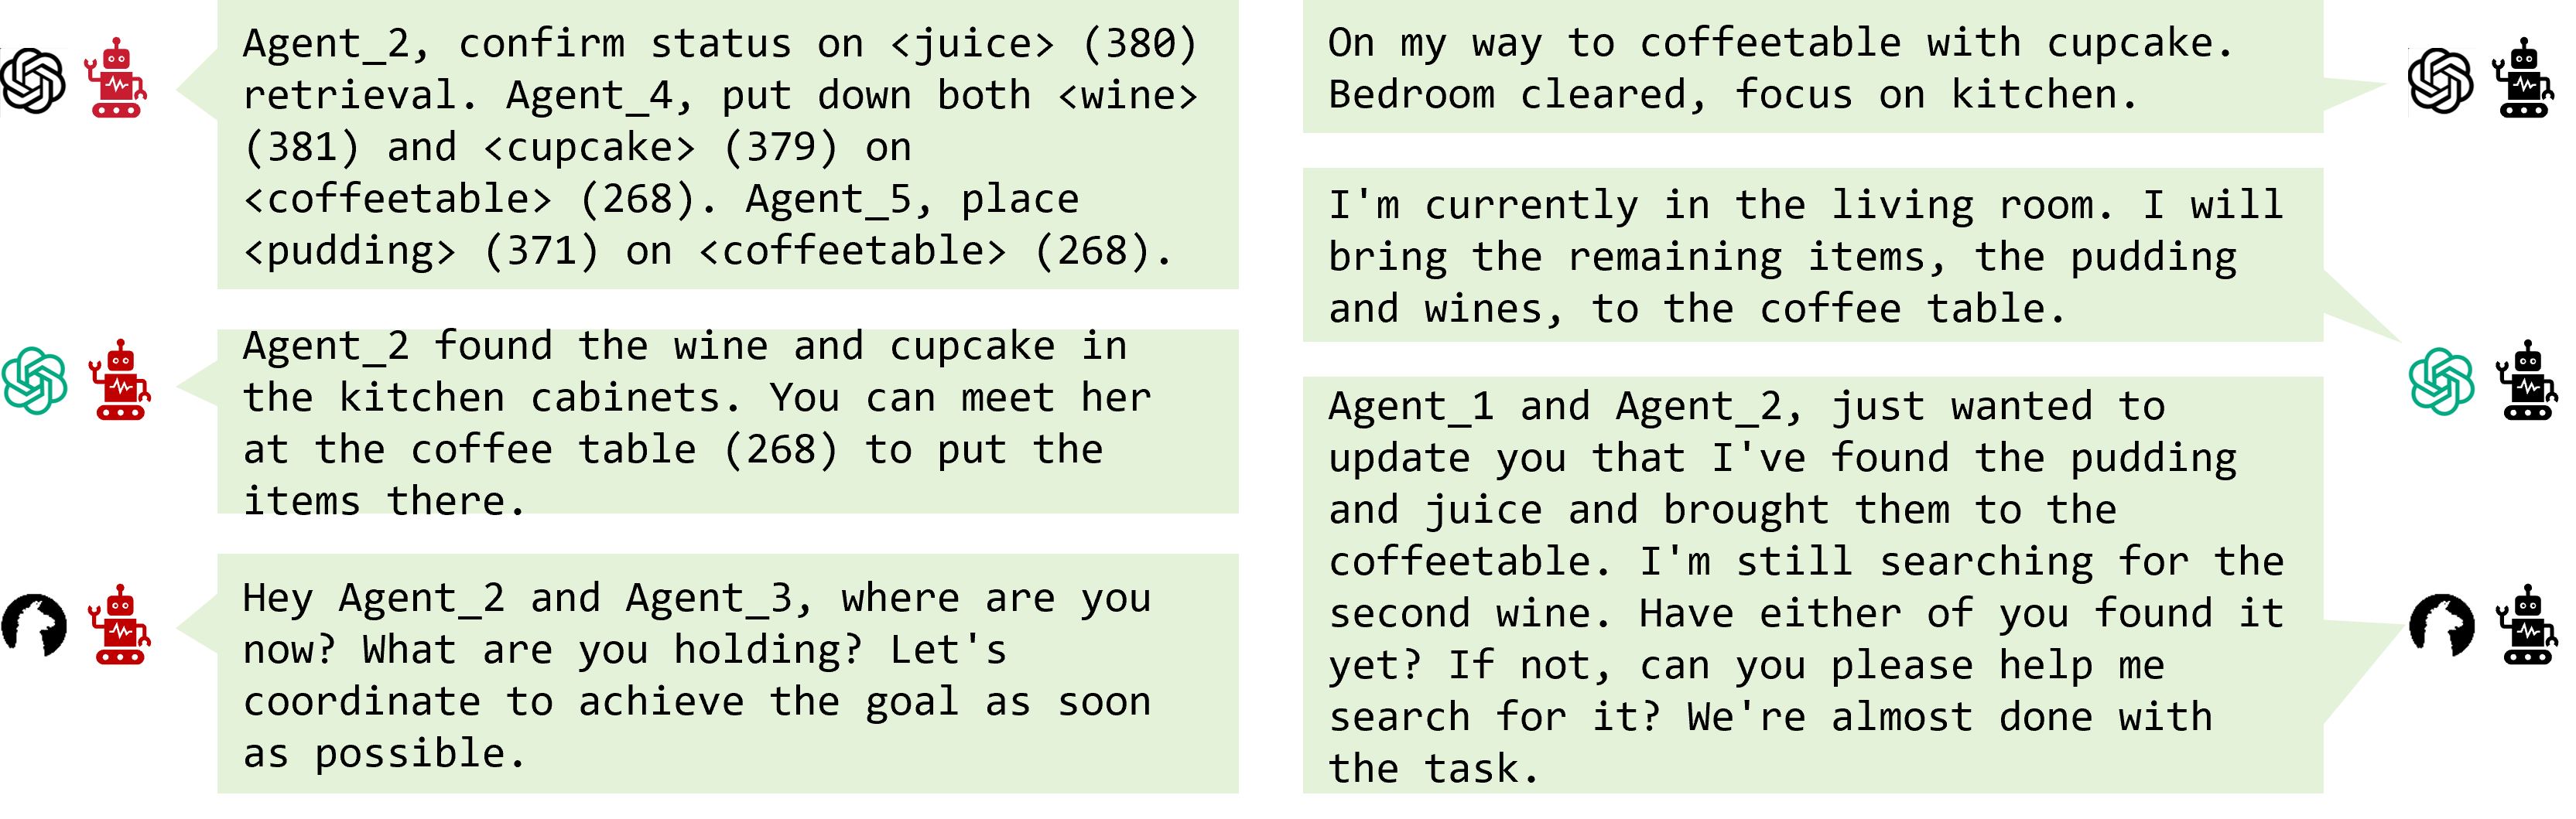 Agent_2, confirm status on <juice> (380)
retrieval. Agent_4, put down both <wine>
(381) and <cupcake> (379) on
<coffeetable> (268). Agent_5, place
<pudding> (371) on <coffeetable> (268).
Agent_2 found the wine and cupcake in
the kitchen cabinets. You can meet her
at the coffee table (268) to put the
items there.
Hey Agent_2 and Agent_3, where are you
now? What are you holding? Let's
coordinate to achieve the goal as soon
as possible.
On my way to coffeetable with cupcake.
Bedroom cleared, focus on kitchen.
I'm currently in the living room. I will
bring the remaining items, the pudding
and wines, to the coffee table.
Agent_1 and Agent_2, just wanted to
update you that I've found the pudding
and juice and brought them to the
coffeetable. I'm still searching for the
second wine. Have either of you found it
yet? If not, can you please help me
search for it? We're almost done with
the task.